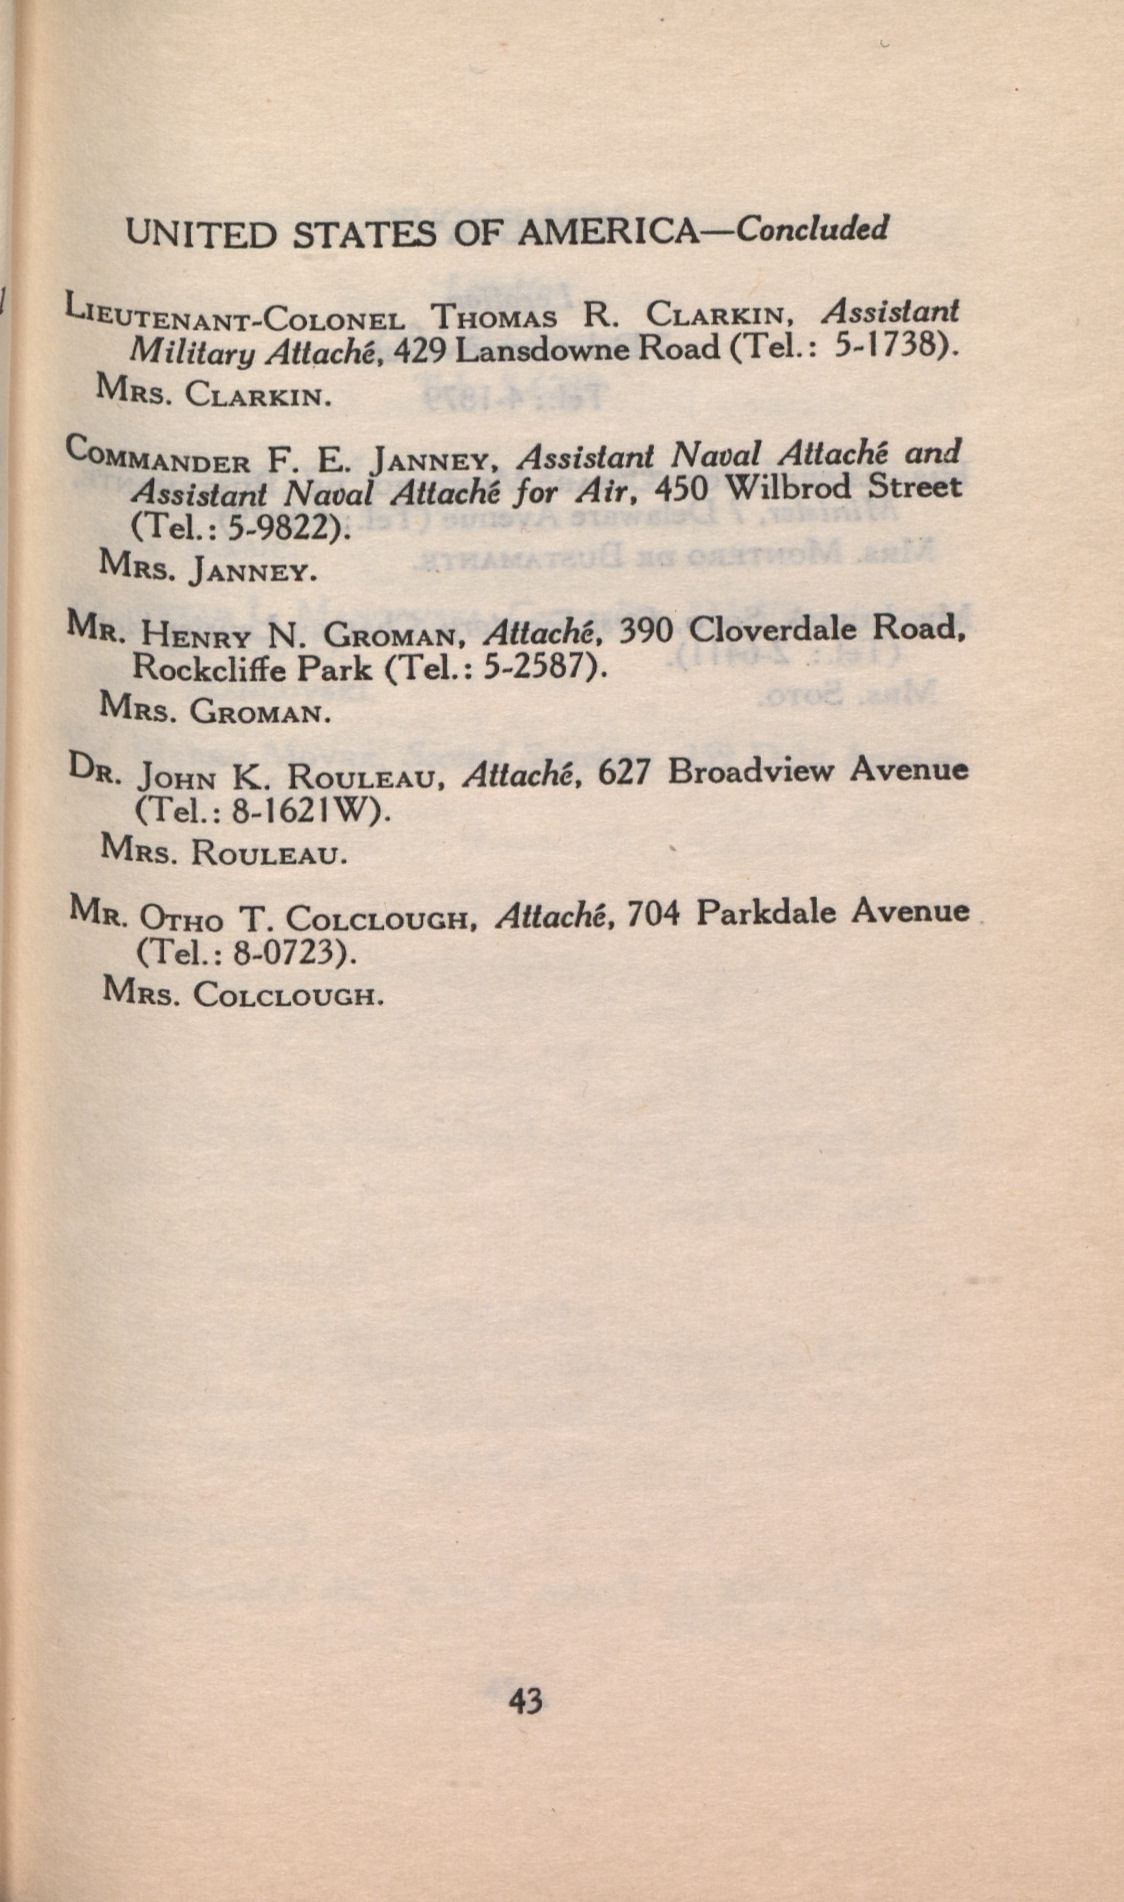 UNITED STATES OF AMERICA—Concluded
LIEUTENANT-COLONEL THOMAS R. CLARKIN, Assistant
Military Attaché, 429 Lansdowne Road (Tel.: 5-1738).
MRS. CLARKIN.
COMMANDER F. E. JANNEY, Assistant Naval Attaché and
Assistant Naval Attaché for Air, 450 Wilbrod Street
(Tel.: 5-9822).
MRS. JANNEY.
MR. HENRY N. GROMAN, Attaché, 390 Cloverdale Road,
Rockcliffe Park (Tel.: 5-2587).
MRS. GROMAN.
DR. JOHN K. ROULEAU, Attaché, 627 Broadview Avenue
(Tel.: 8-1621W).
MRS. ROULEAU.
MR. OTHO T. COLCLOUGH, Attaché, 704 Parkdale Avenue
(Tel.: 8-0723).
MRS. COLCLOUGH.
43